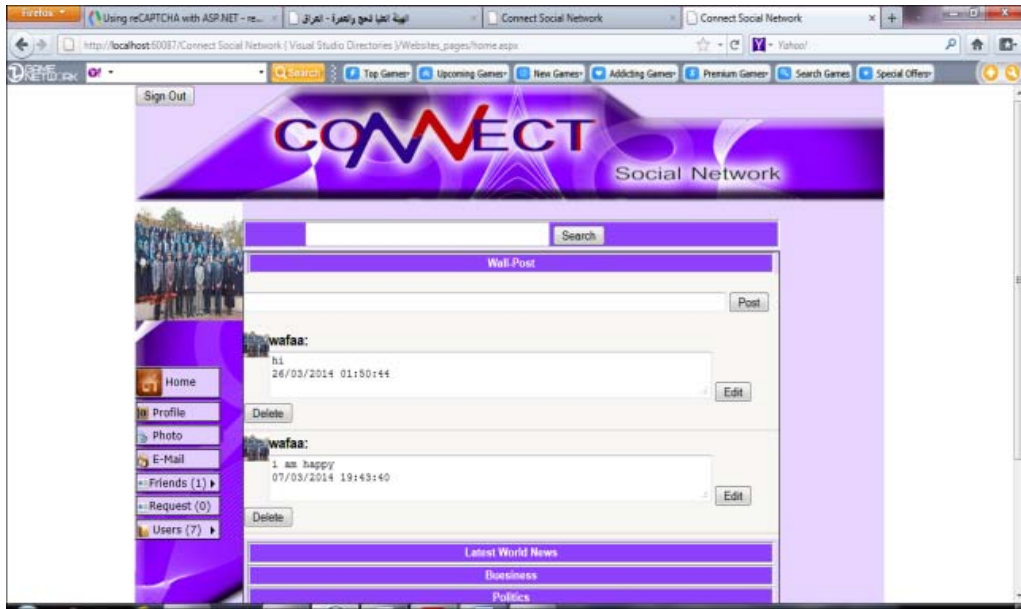 Firefox
Using reCAPTCHA with ASP.NET - re...
الهيئة العليا للحج والعمرة - العراق
Connect Social Network
Connect Social Network
http://localhost:60087/Connect Social Network ( Visual Studio Directories )/Websites_pages/home.aspx
Yahoo!
GAME NETWORK
Search
Top Games
Upcoming Games
New Games
Addicting Games
Premium Games
Search Games
Special Offers
Sign Out
CONNECT
Social Network
Search
Wall-Post
Post
wafaa:
hi
26/03/2014 01:50:44
Edit
Delete
wafaa:
i am happy
07/03/2014 19:43:40
Edit
Delete
Home
Profile
Photo
E-Mail
Friends (1)
Request (0)
Users (7)
Latest World News
Buesiness
Politics